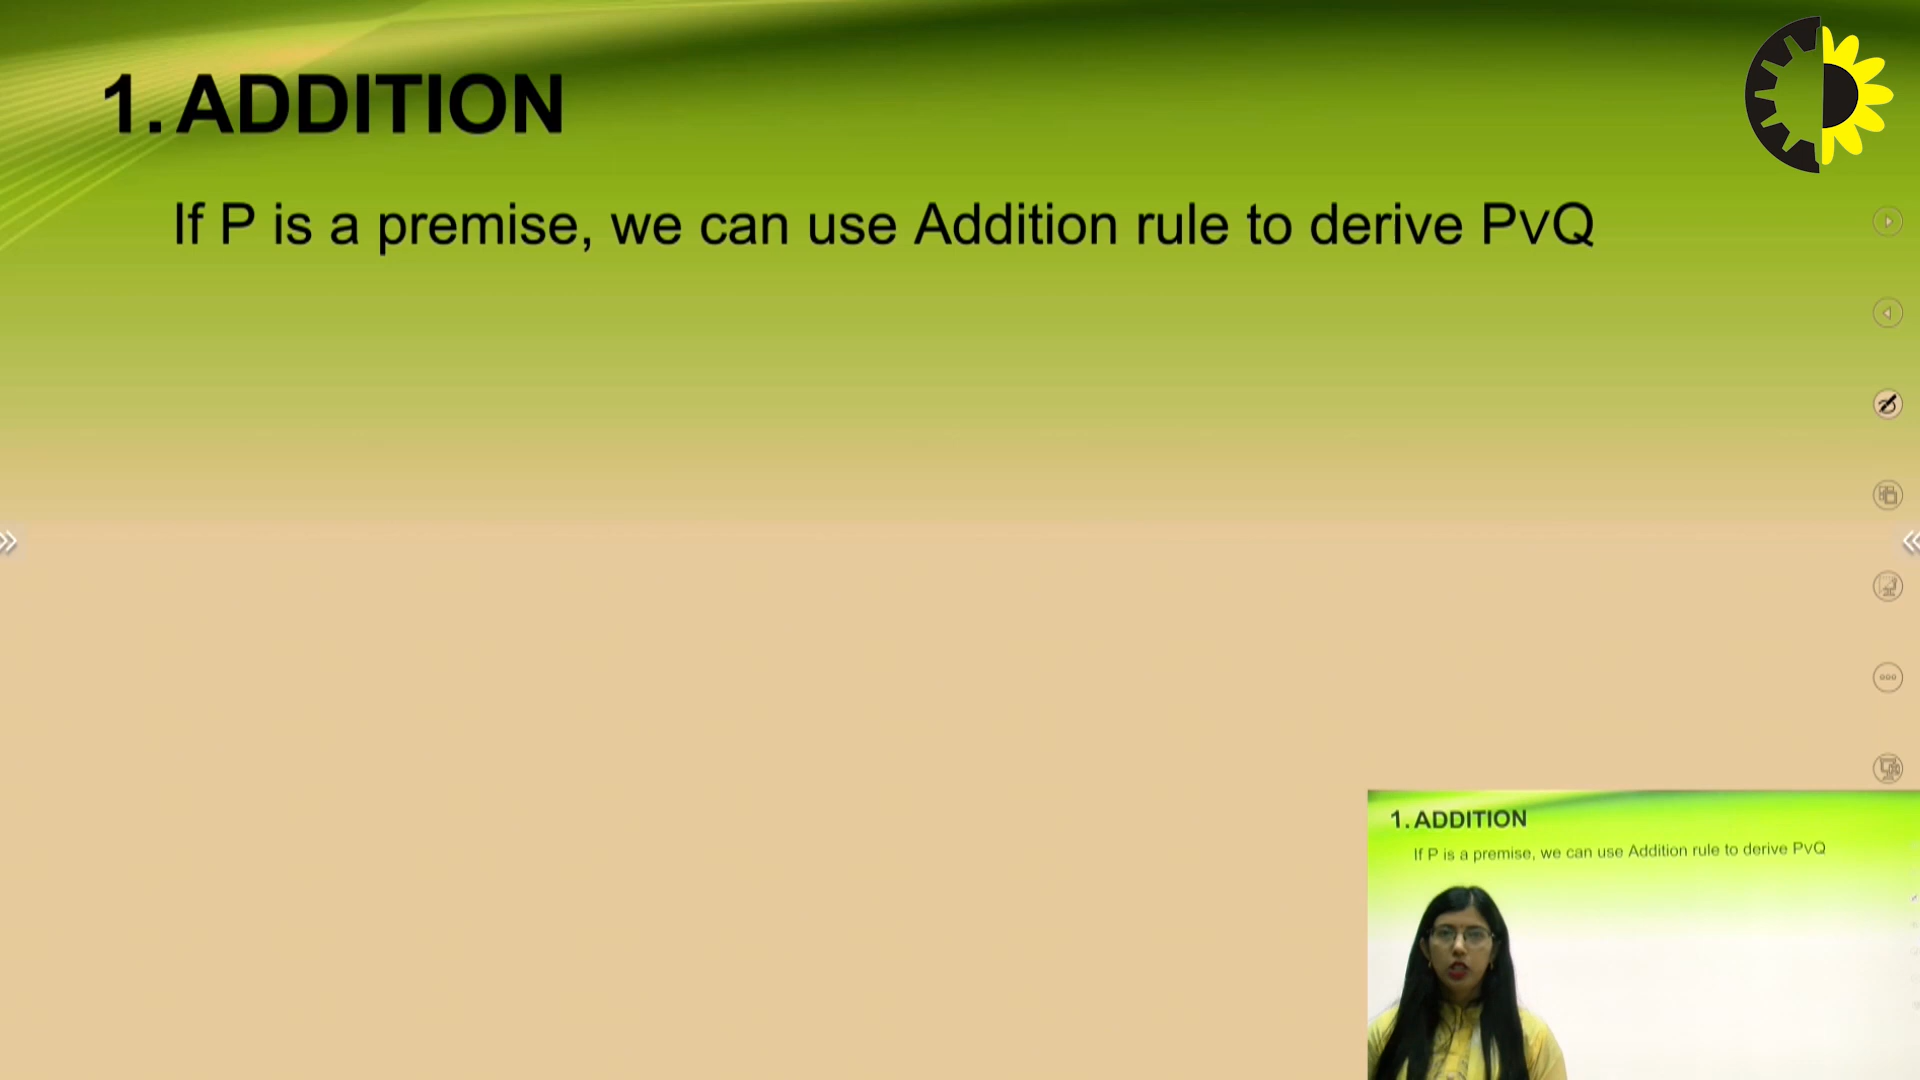 1. ADDITION
If P is a premise, we can use Addition rule to derive PvQ
1. ADDITION
If P is a premise, we can use Addition rule to derive PvQ